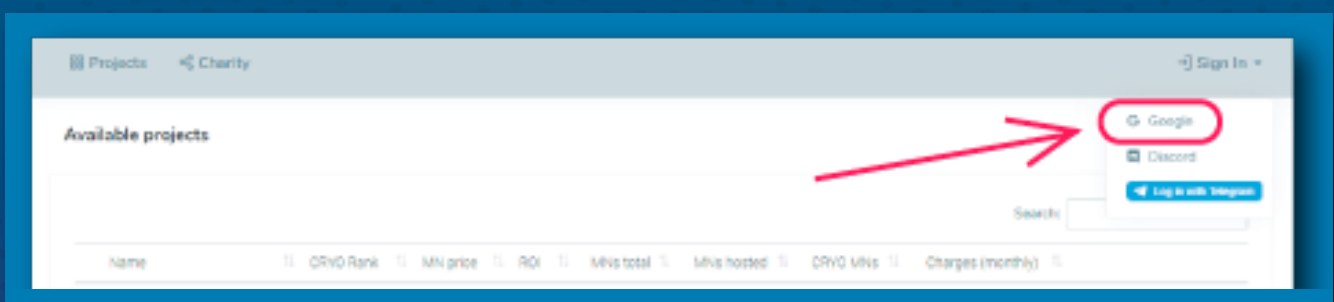 Projects Charity Sign In
Google
Available projects
Discord
Log in with Telegram
Search:
Name CRYO Rank MN price ROI MNs total MNs hosted CRYO MNs Charges (monthly)